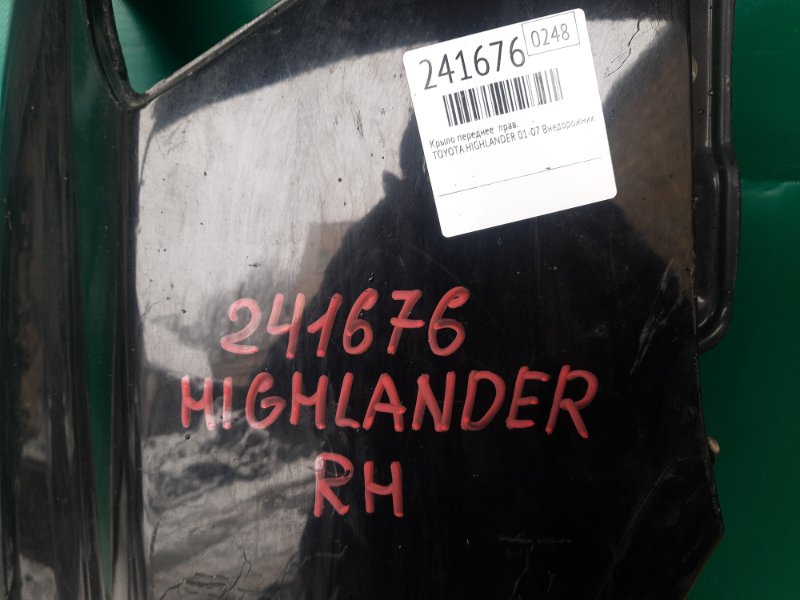 241676 0248
Крыло переднее прав.
TOYOTA HIGHLANDER 01-07 Внедорожник
241676
HIGHLANDER
RH